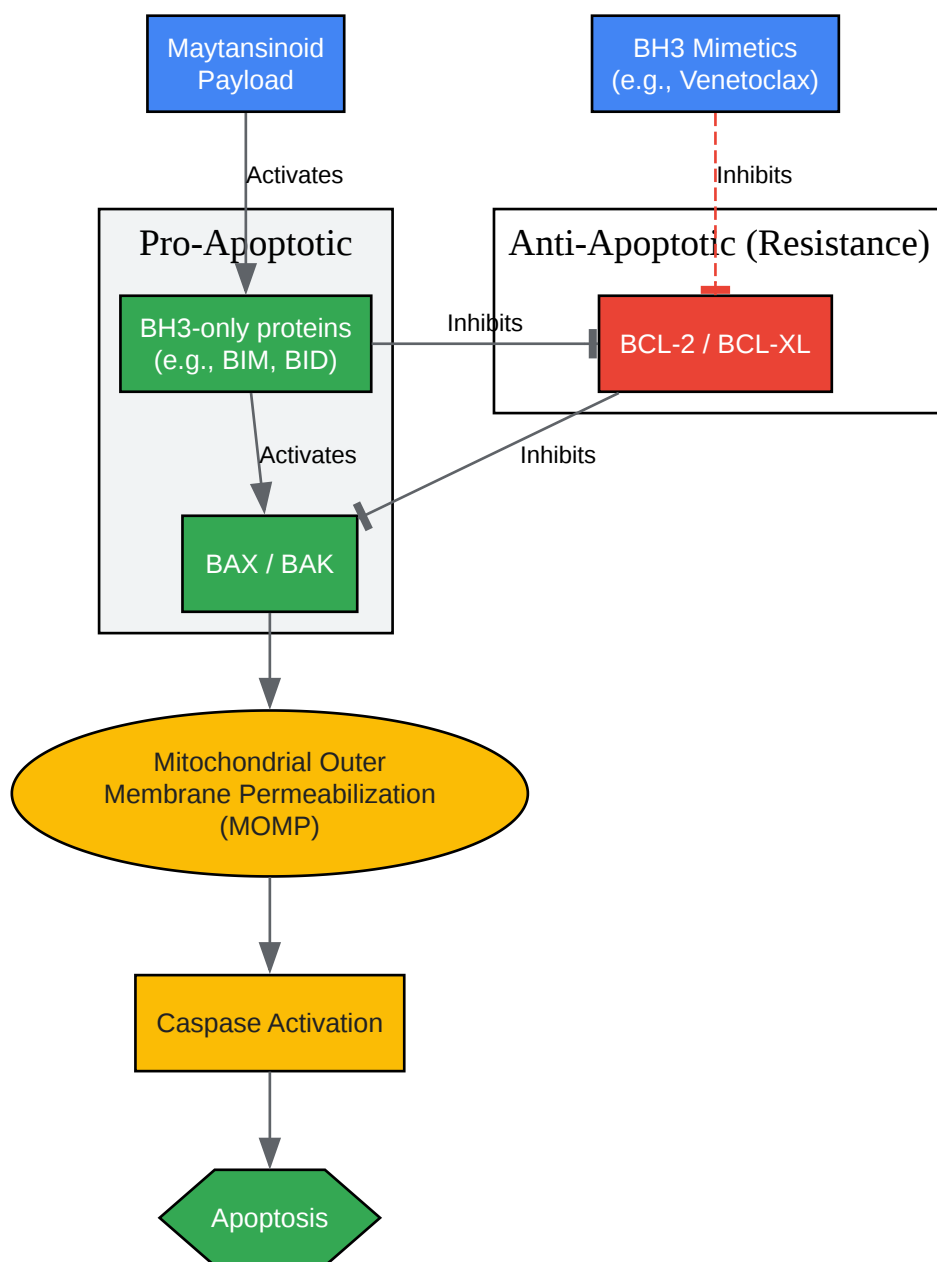 Maytansinoid
Payload
BH3 Mimetics
(e.g., Venetoclax)
Activates
Inhibits
Pro-Apoptotic
Anti-Apoptotic (Resistance)
BH3-only proteins
(e.g., BIM, BID)
Inhibits
BCL-2 / BCL-XL
Activates
Inhibits
BAX / BAK
Mitochondrial Outer
Membrane Permeabilization
(MOMP)
Caspase Activation
Apoptosis